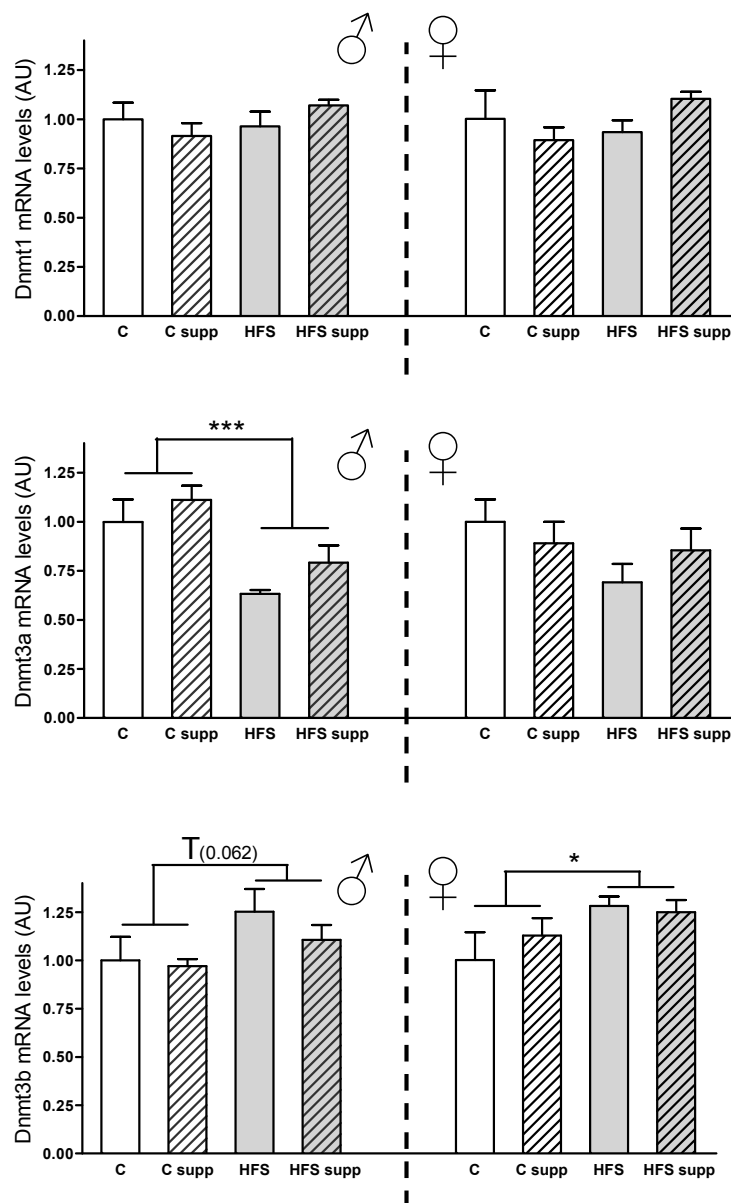 ♂ ♀
Dnmt1 mRNA levels (AU)
1.25
1.00
0.75
0.50
0.25
0.00
C C supp HFS HFS supp C C supp HFS HFS supp
*** ♂ ♀
Dnmt3a mRNA levels (AU)
1.25
1.00
0.75
0.50
0.25
0.00
C C supp HFS HFS supp C C supp HFS HFS supp
T(0.062) ♂ ♀ *
Dnmt3b mRNA levels (AU)
1.25
1.00
0.75
0.50
0.25
0.00
C C supp HFS HFS supp C C supp HFS HFS supp